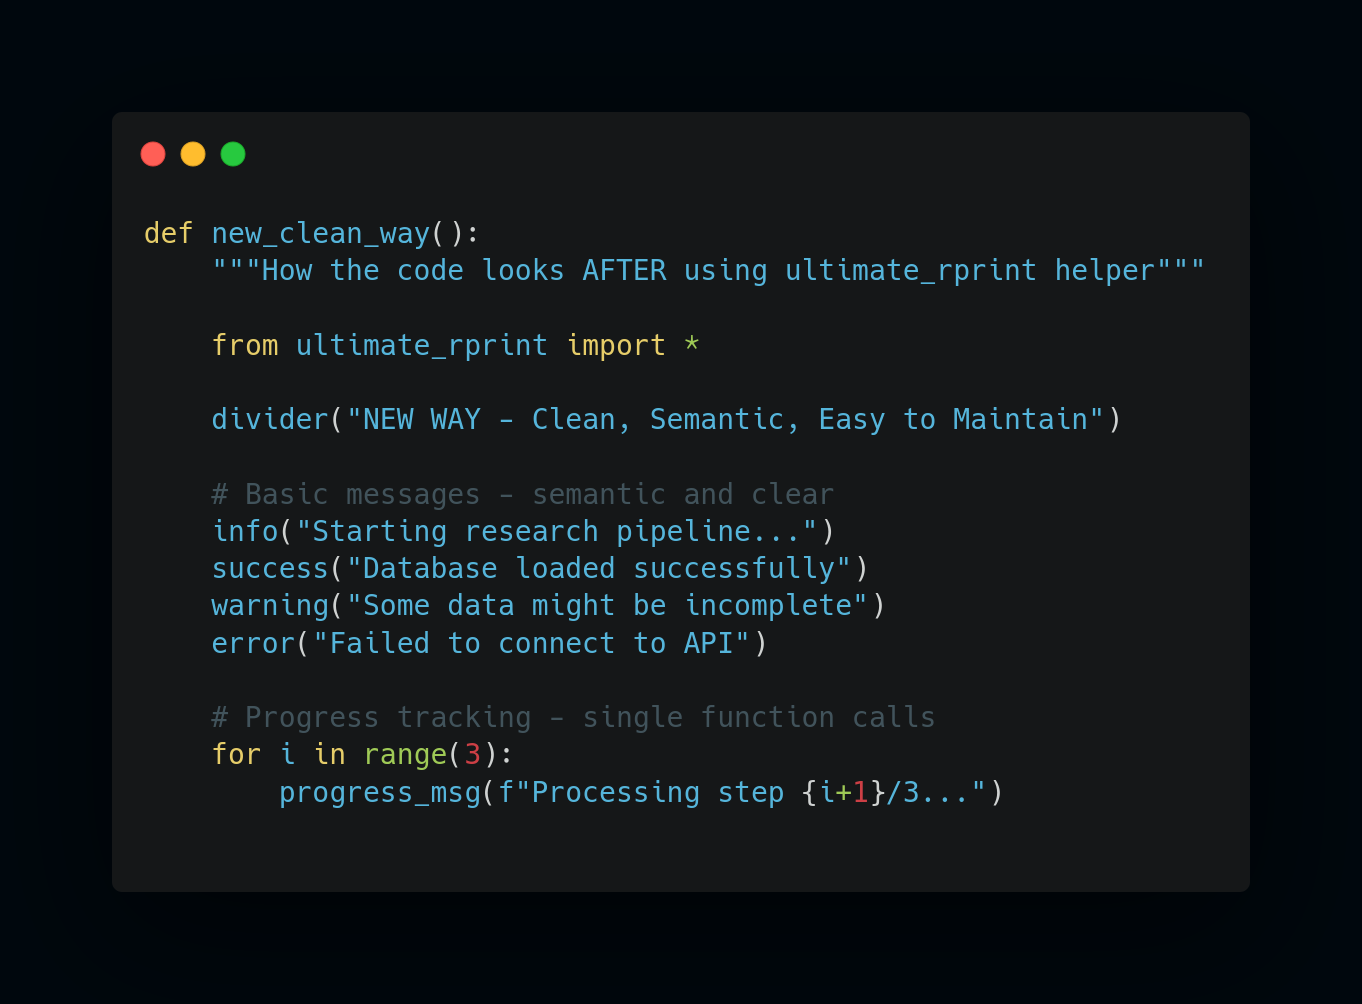 def new_clean_way():
    """How the code looks AFTER using ultimate_rprint helper"""

    from ultimate_rprint import *

    divider("NEW WAY - Clean, Semantic, Easy to Maintain")

    # Basic messages - semantic and clear
    info("Starting research pipeline...")
    success("Database loaded successfully")
    warning("Some data might be incomplete")
    error("Failed to connect to API")

    # Progress tracking - single function calls
    for i in range(3):
        progress_msg(f"Processing step {i+1}/3...")